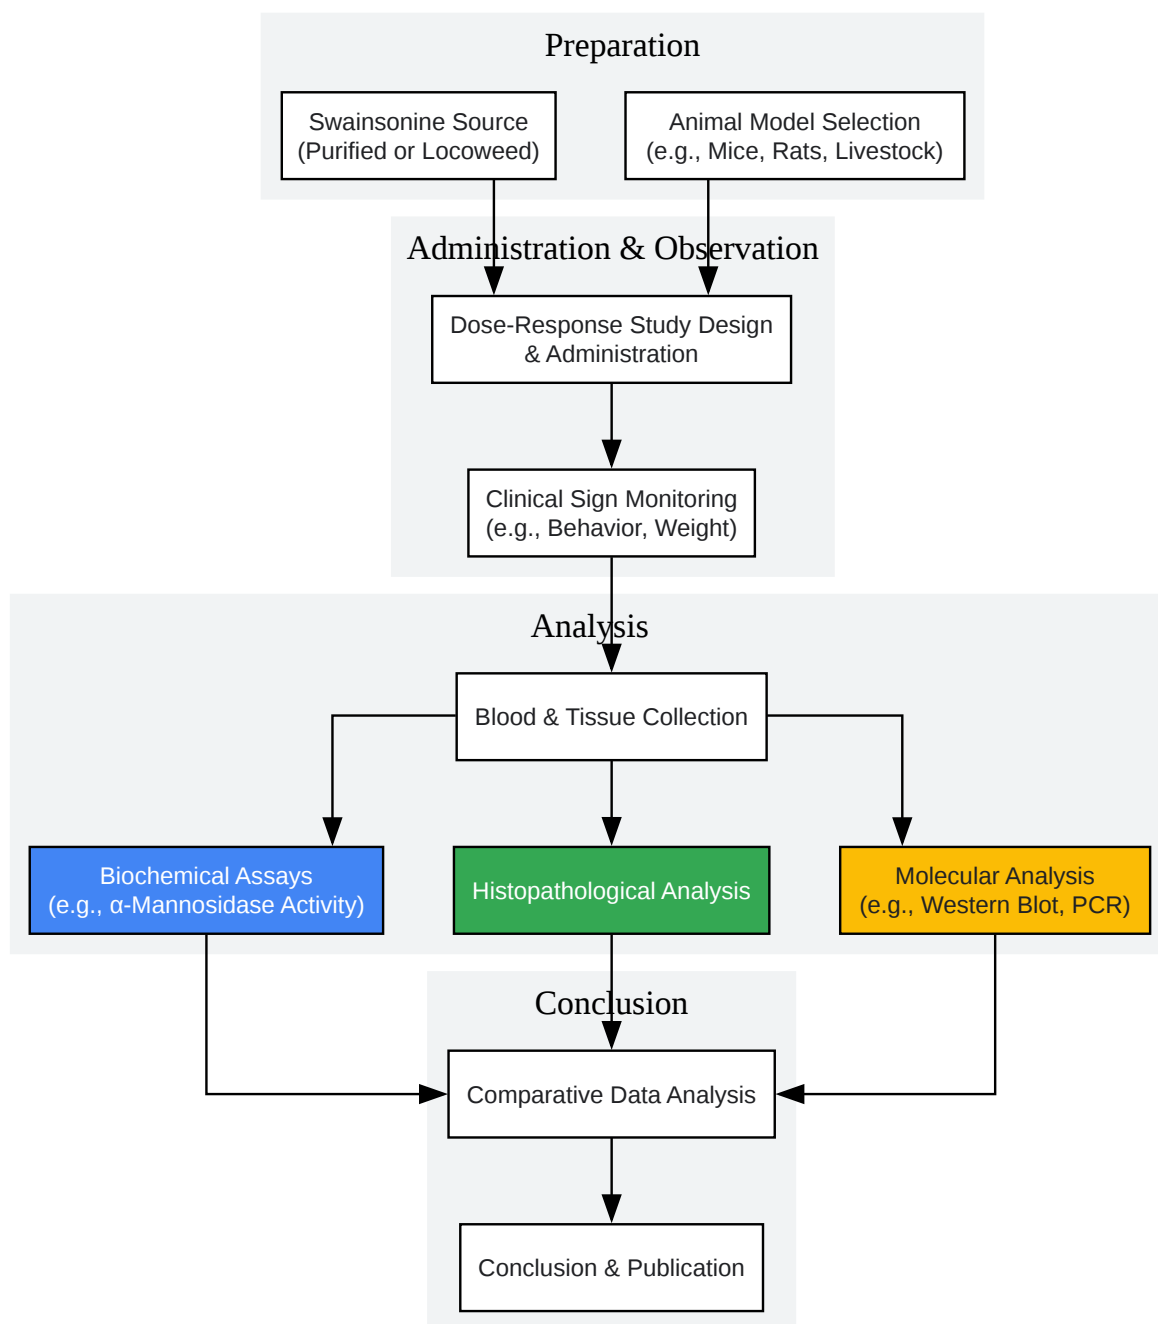 Preparation
Swainsonine Source
(Purified or Locoweed)
Animal Model Selection
(e.g., Mice, Rats, Livestock)
Administration & Observation
Dose-Response Study Design
& Administration
Clinical Sign Monitoring
(e.g., Behavior, Weight)
Analysis
Blood & Tissue Collection
Biochemical Assays
(e.g., α-Mannosidase Activity)
Histopathological Analysis
Molecular Analysis
(e.g., Western Blot, PCR)
Conclusion
Comparative Data Analysis
Conclusion & Publication